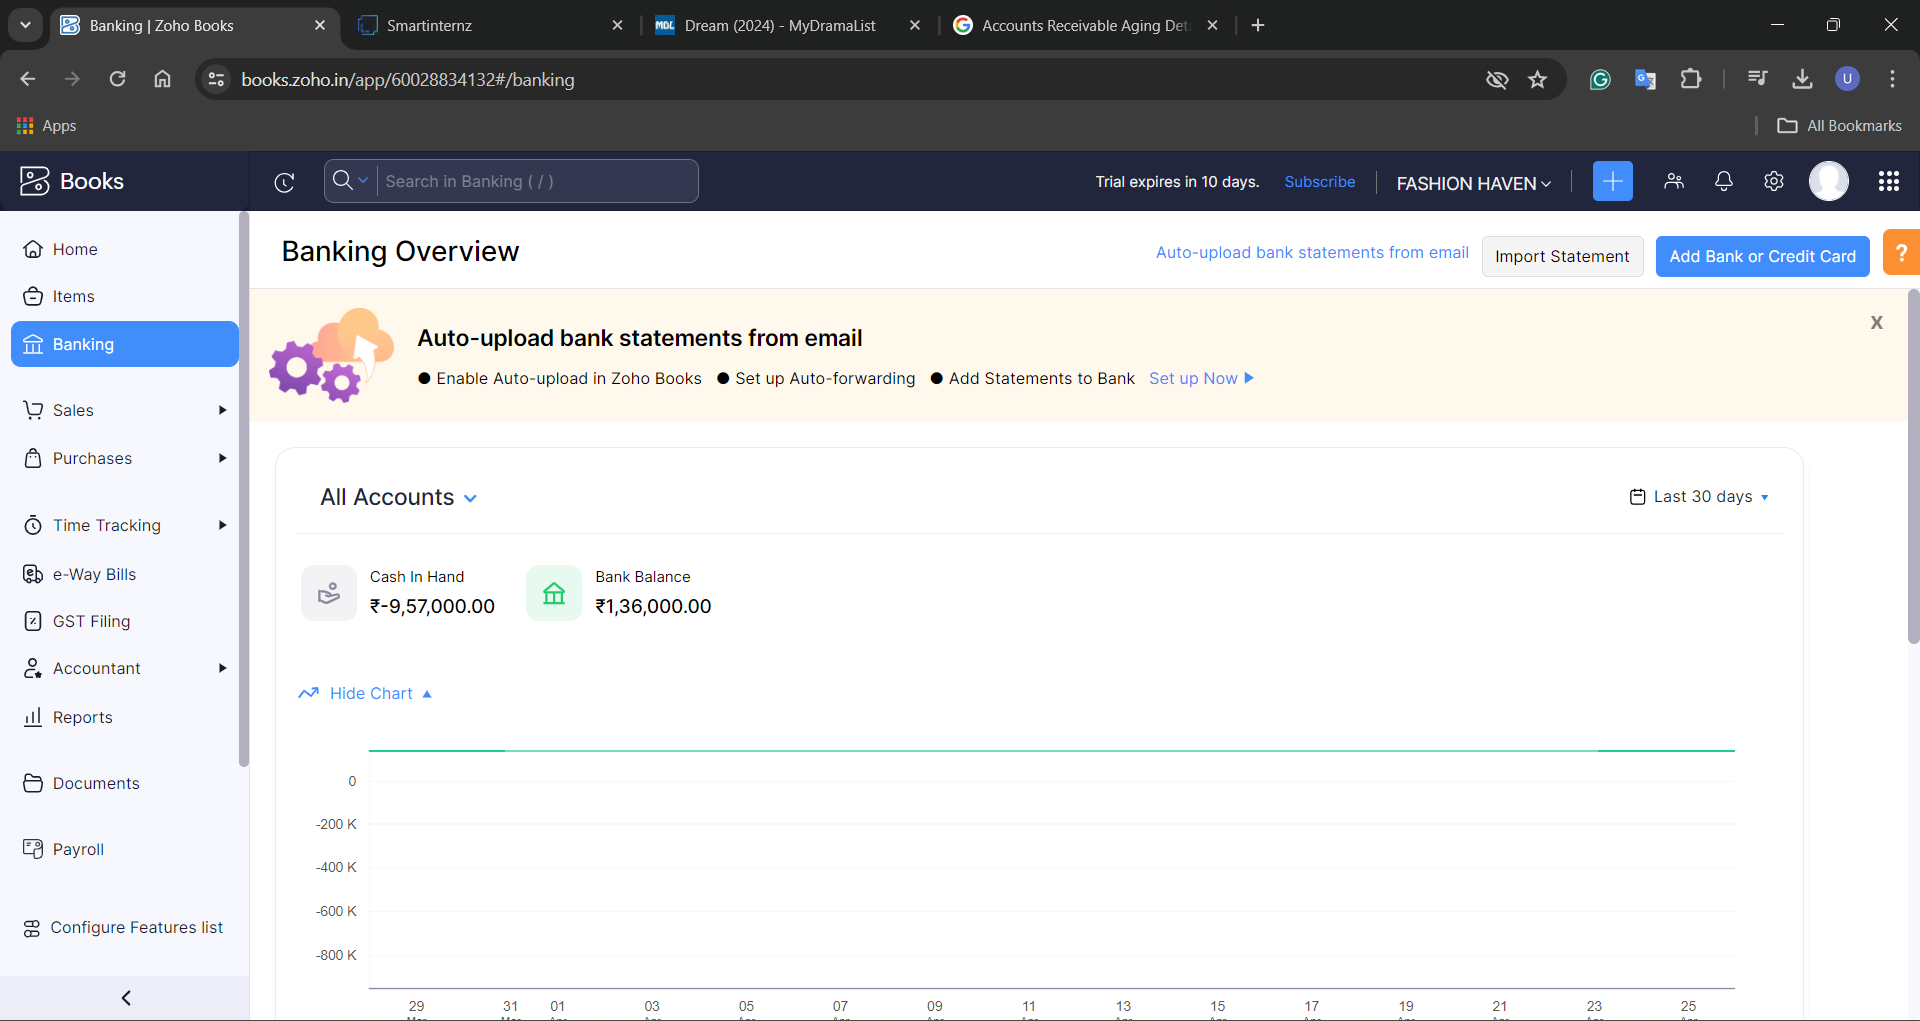 Banking | Zoho Books
Smartinternz
MDL Dream (2024) - MyDramaList
Accounts Receivable Aging Det
books.zoho.in/app/60028834132#/banking
U
Apps
All Bookmarks
Books
Search in Banking ( / )
Trial expires in 10 days.
Subscribe
FASHION HAVEN
Home
Items
Banking
Sales
Purchases
Time Tracking
e-Way Bills
GST Filing
Accountant
Reports
Documents
Payroll
Configure Features list
Banking Overview
Auto-upload bank statements from email
Import Statement
Add Bank or Credit Card
?
Auto-upload bank statements from email
X
● Enable Auto-upload in Zoho Books ● Set up Auto-forwarding ● Add Statements to Bank Set up Now
All Accounts
Last 30 days
Cash In Hand
₹-9,57,000.00
Bank Balance
₹1,36,000.00
Hide Chart
0
-200 K
-400 K
-600 K
-800 K
29 31 01 03 05 07 09 11 13 15 17 19 21 23 25